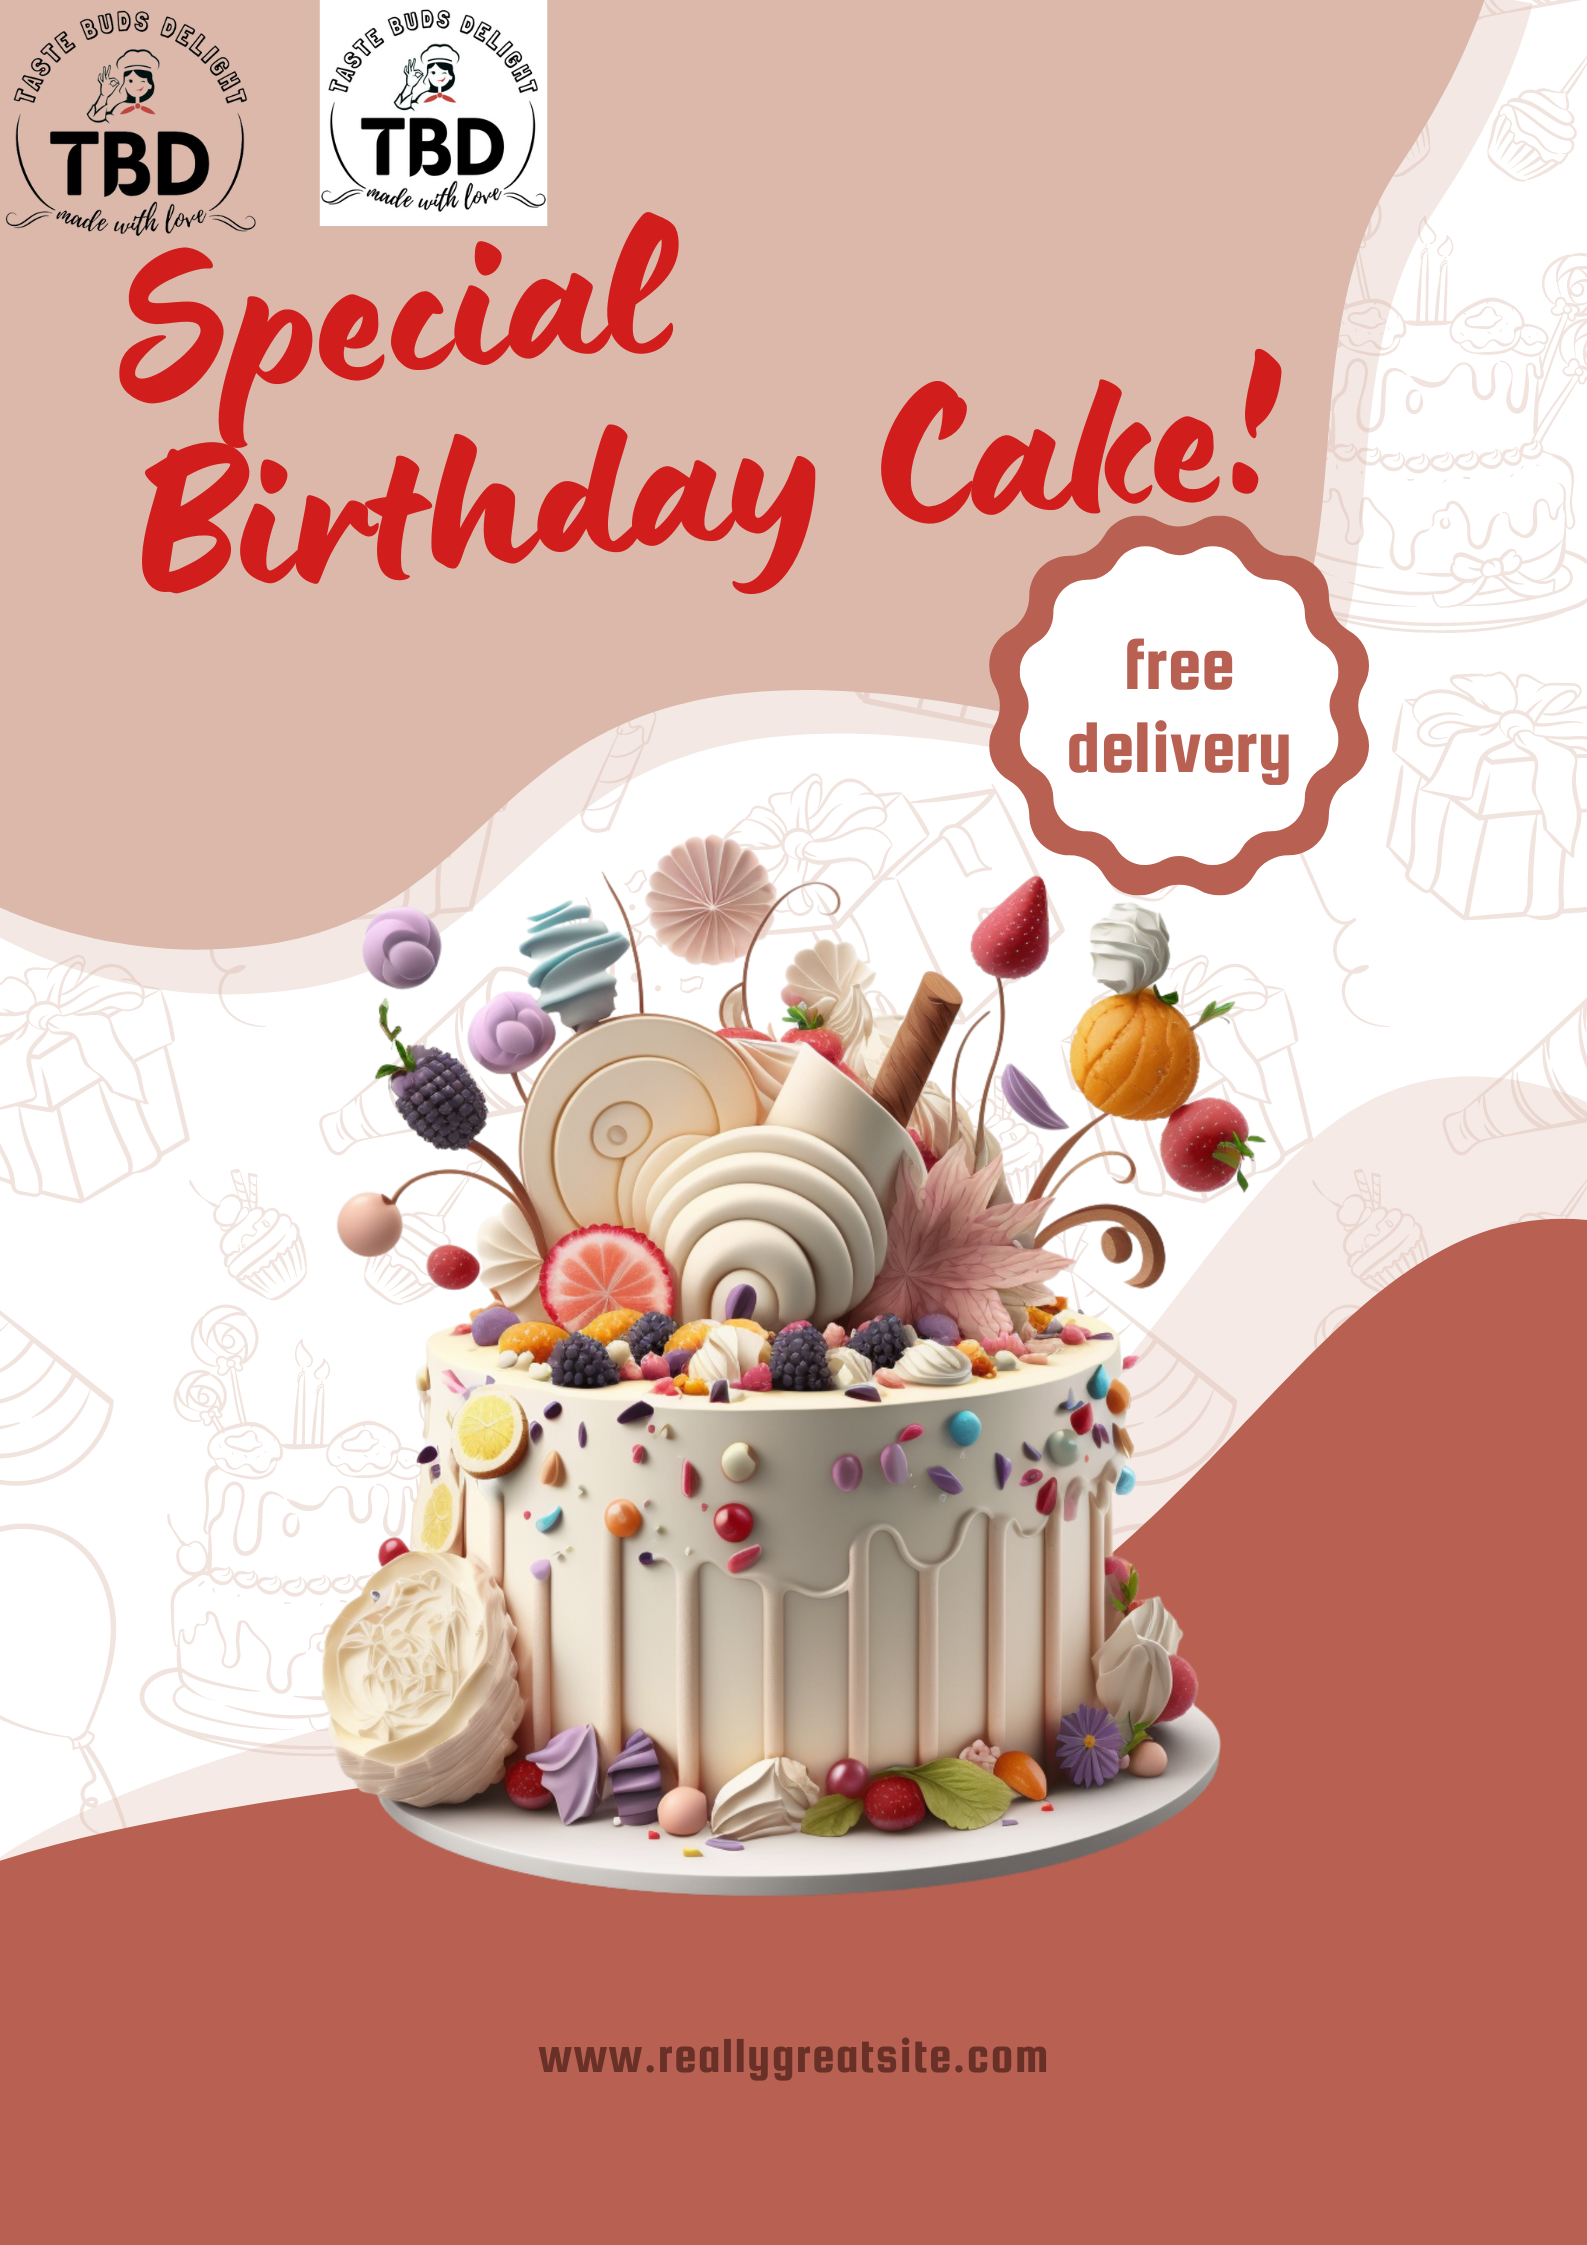 TASTE BUDS DELIGHT
TBD
made with love
TASTE BUDS DELIGHT
TBD
made with love
Special
Birthday Cake!
free
delivery
www.reallygreatsite.com